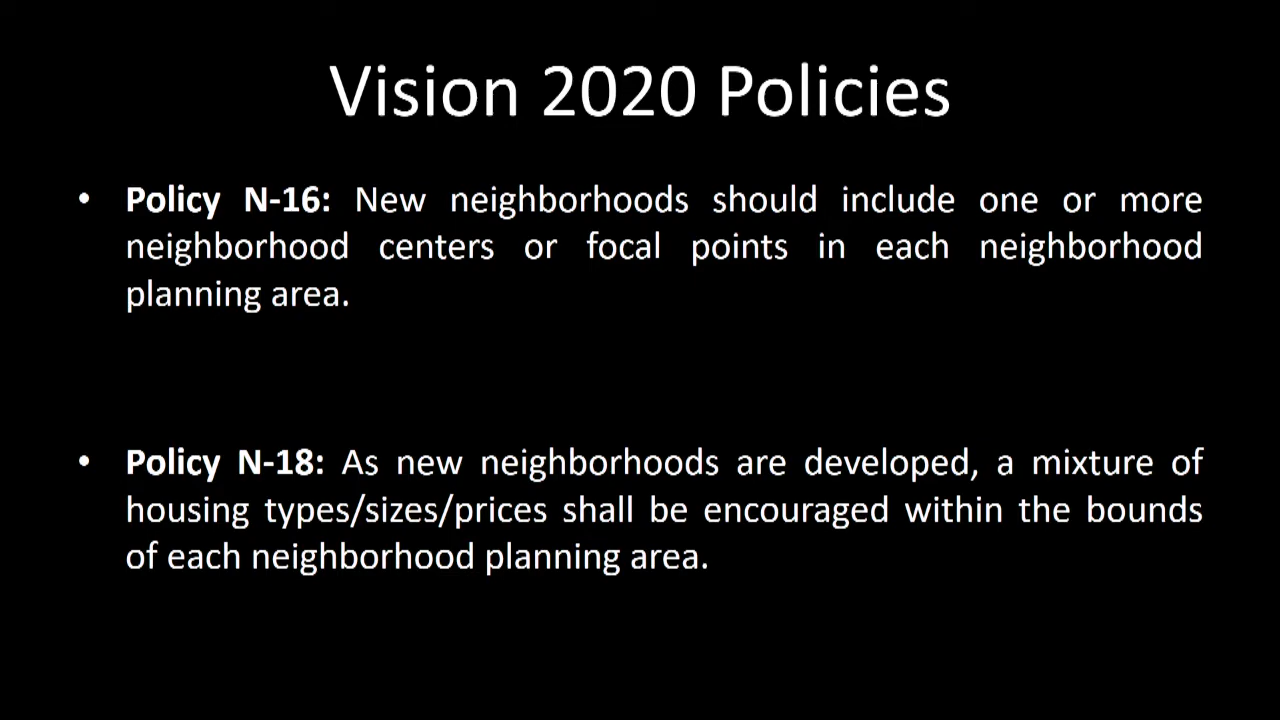 Vision 2020 Policies
• Policy N-16: New neighborhoods should include one or more
neighborhood centers or focal points in each neighborhood
planning area.
• Policy N-18: As new neighborhoods are developed, a mixture of
housing types/sizes/prices shall be encouraged within the bounds
of each neighborhood planning area.